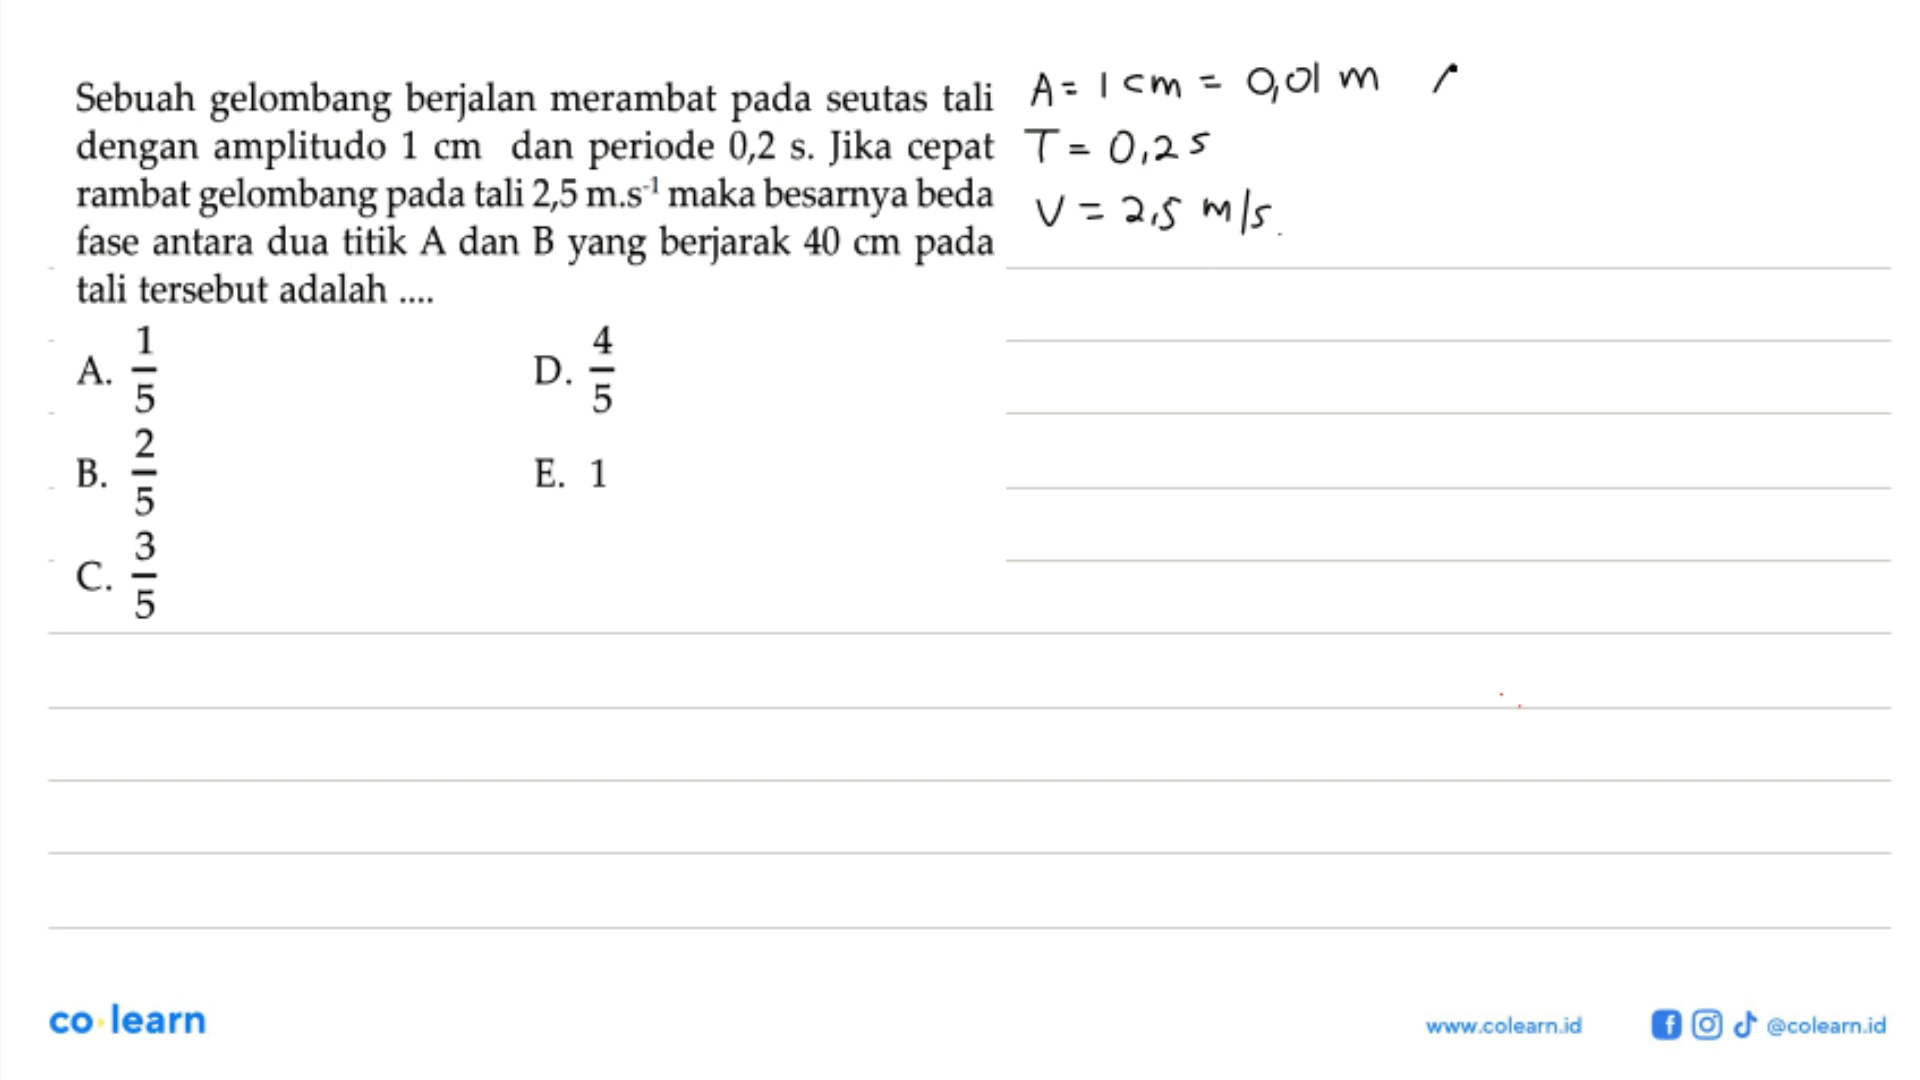 Sebuah gelombang berjalan merambat pada seutas tali
dengan amplitudo 1 cm dan periode 0,2 s. Jika cepat
rambat gelombang pada tali 2,5 m.s⁻¹ maka besarnya beda
fase antara dua titik A dan B yang berjarak 40 cm pada
tali tersebut adalah ....
A. 1/5
B. 2/5
C. 3/5
D. 4/5
E. 1
A = 1 cm = 0,01 m
T = 0,2 s
V = 2,5 m/s.
co learn
www.colearn.id
@colearn.id